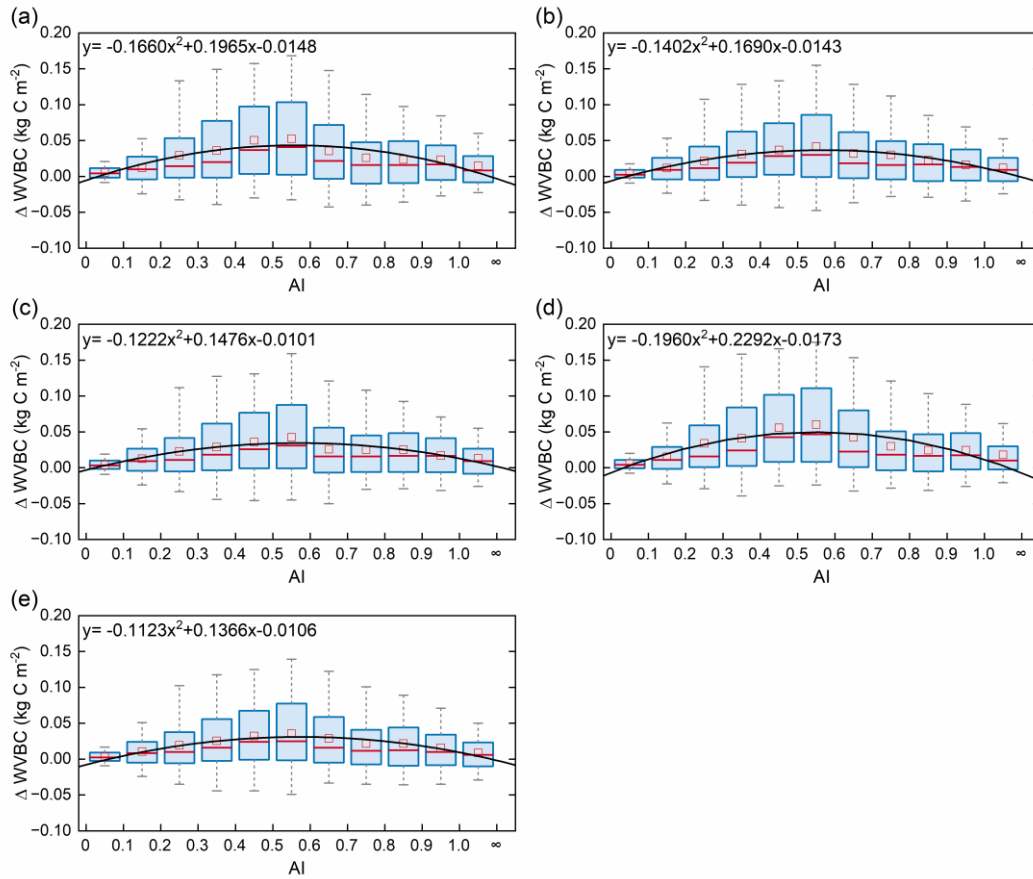 (a)
y= -0.1660x²+0.1965x-0.0148
0.20
0.15
0.10
0.05
0.00
−0.05
−0.10
Δ WVBC (kg C m⁻²)
0 0.1 0.2 0.3 0.4 0.5 0.6 0.7 0.8 0.9 1.0 ∞
AI
(b)
y= -0.1402x²+0.1690x-0.0143
0.20
0.15
0.10
0.05
0.00
−0.05
−0.10
Δ WVBC (kg C m⁻²)
0 0.1 0.2 0.3 0.4 0.5 0.6 0.7 0.8 0.9 1.0 ∞
AI
(c)
y= -0.1222x²+0.1476x-0.0101
0.20
0.15
0.10
0.05
0.00
−0.05
−0.10
Δ WVBC (kg C m⁻²)
0 0.1 0.2 0.3 0.4 0.5 0.6 0.7 0.8 0.9 1.0 ∞
AI
(d)
y= -0.1960x²+0.2292x-0.0173
0.20
0.15
0.10
0.05
0.00
−0.05
−0.10
Δ WVBC (kg C m⁻²)
0 0.1 0.2 0.3 0.4 0.5 0.6 0.7 0.8 0.9 1.0 ∞
AI
(e)
y= -0.1123x²+0.1366x-0.0106
0.20
0.15
0.10
0.05
0.00
−0.05
−0.10
Δ WVBC (kg C m⁻²)
0 0.1 0.2 0.3 0.4 0.5 0.6 0.7 0.8 0.9 1.0 ∞
AI